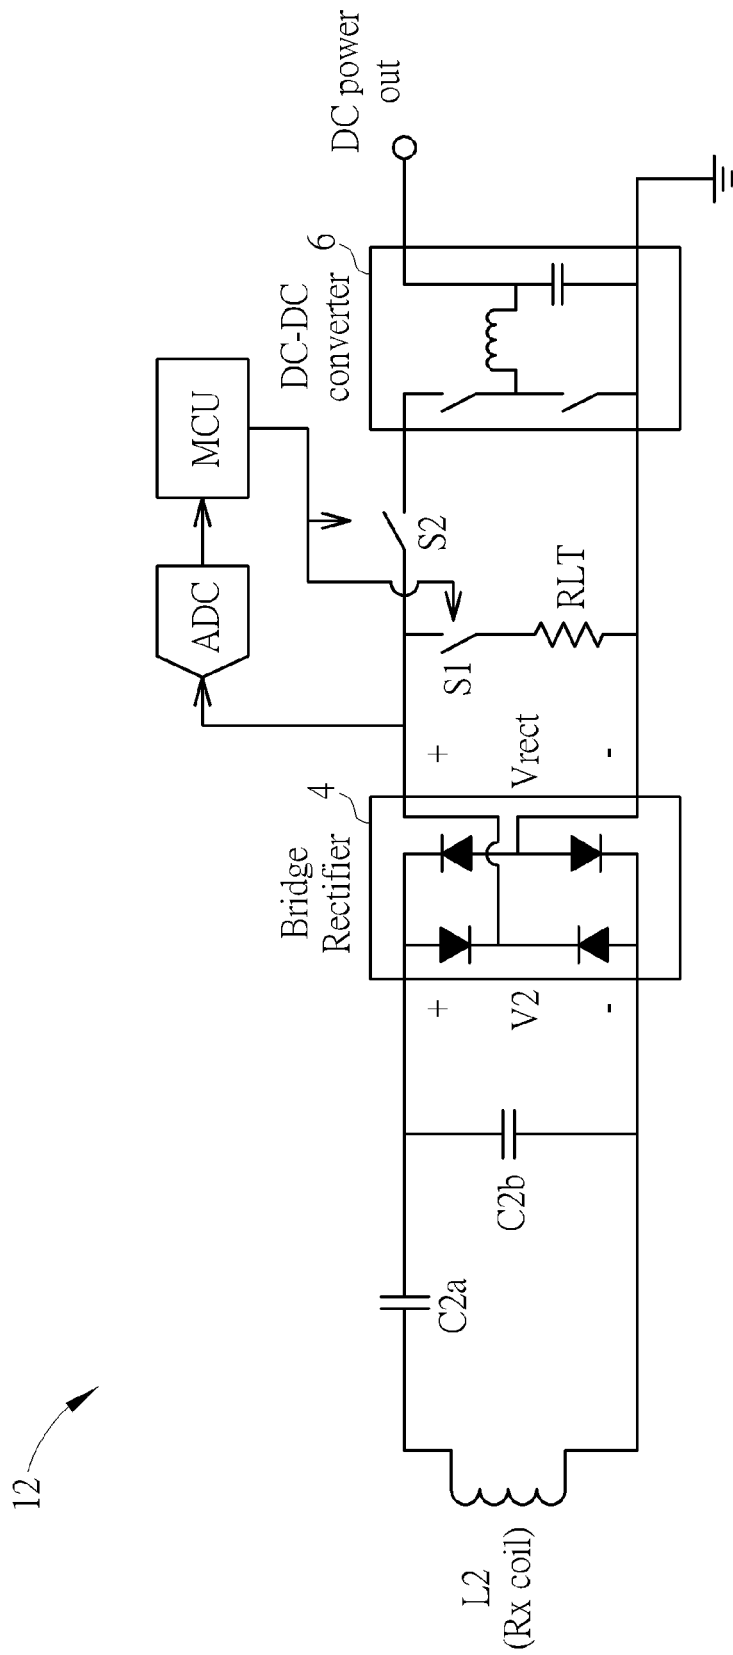 12
L2
(Rx coil)
C2a
C2b
+
V2
-
Bridge
Rectifier
4
+
Vrect
-
ADC
MCU
S1
RLT
S2
DC-DC
converter
6
DC power
out